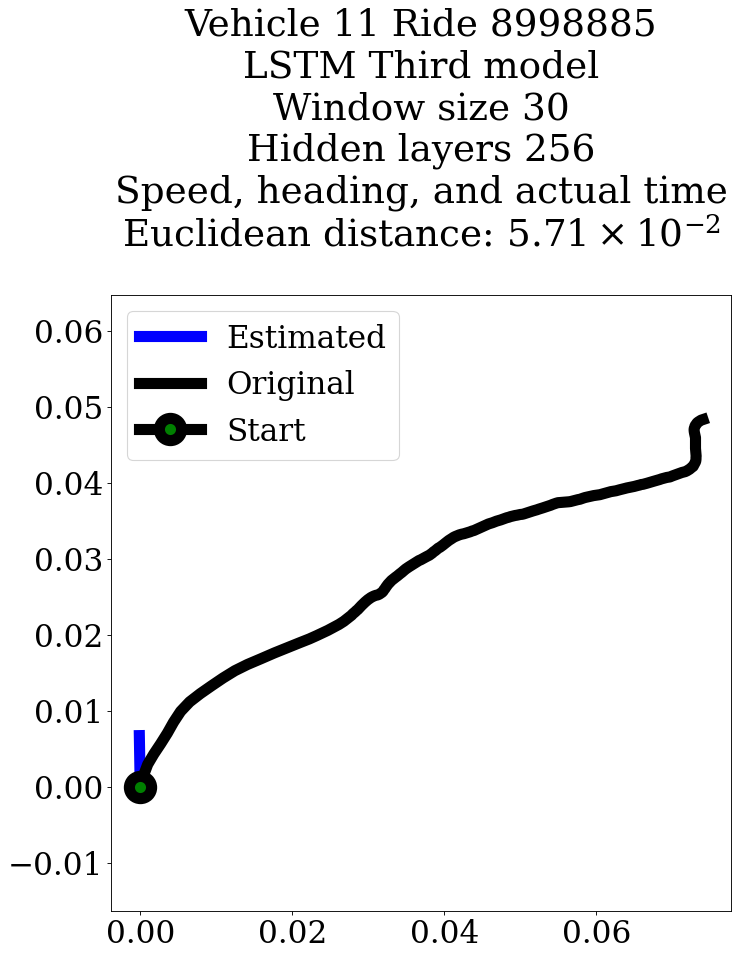 Vehicle 11 Ride 8998885
LSTM Third model
Window size 30
Hidden layers 256
Speed, heading, and actual time
Euclidean distance: 5.71 × 10⁻²
Estimated
Original
Start
0.06
0.05
0.04
0.03
0.02
0.01
0.00
−0.01
0.00 0.02 0.04 0.06